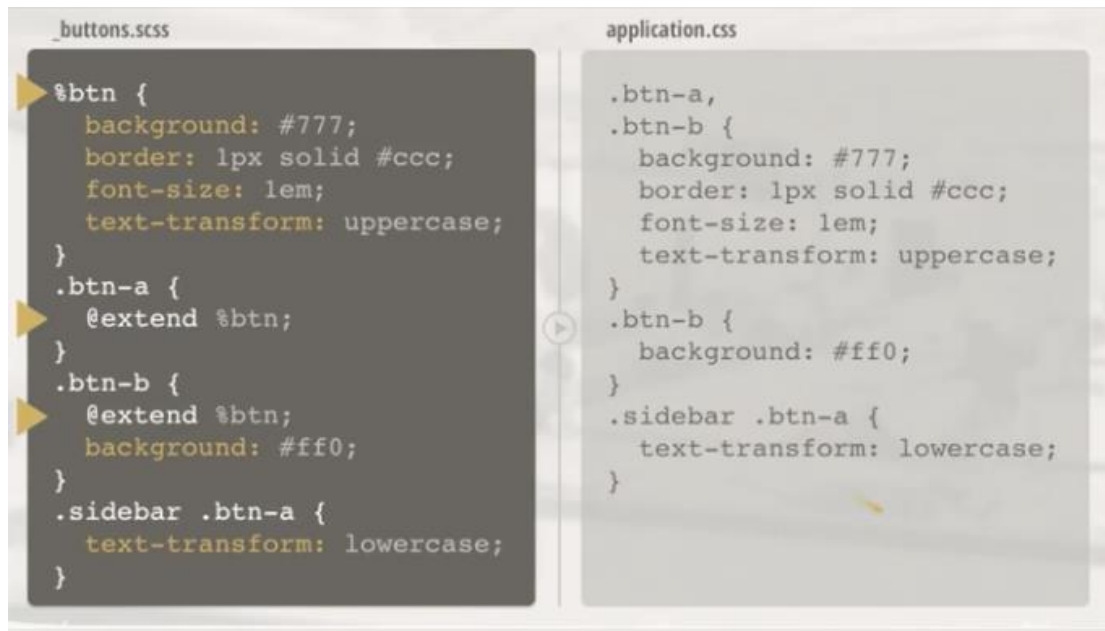 _buttons.scss
%btn {
background: #777;
border: 1px solid #ccc;
font-size: 1em;
text-transform: uppercase;
}
.btn-a {
@extend %btn;
}
.btn-b {
@extend %btn;
background: #ff0;
}
.sidebar .btn-a {
text-transform: lowercase;
}
application.css
.btn-a,
.btn-b {
background: #777;
border: 1px solid #ccc;
font-size: 1em;
text-transform: uppercase;
}
.btn-b {
background: #ff0;
}
.sidebar .btn-a {
text-transform: lowercase;
}